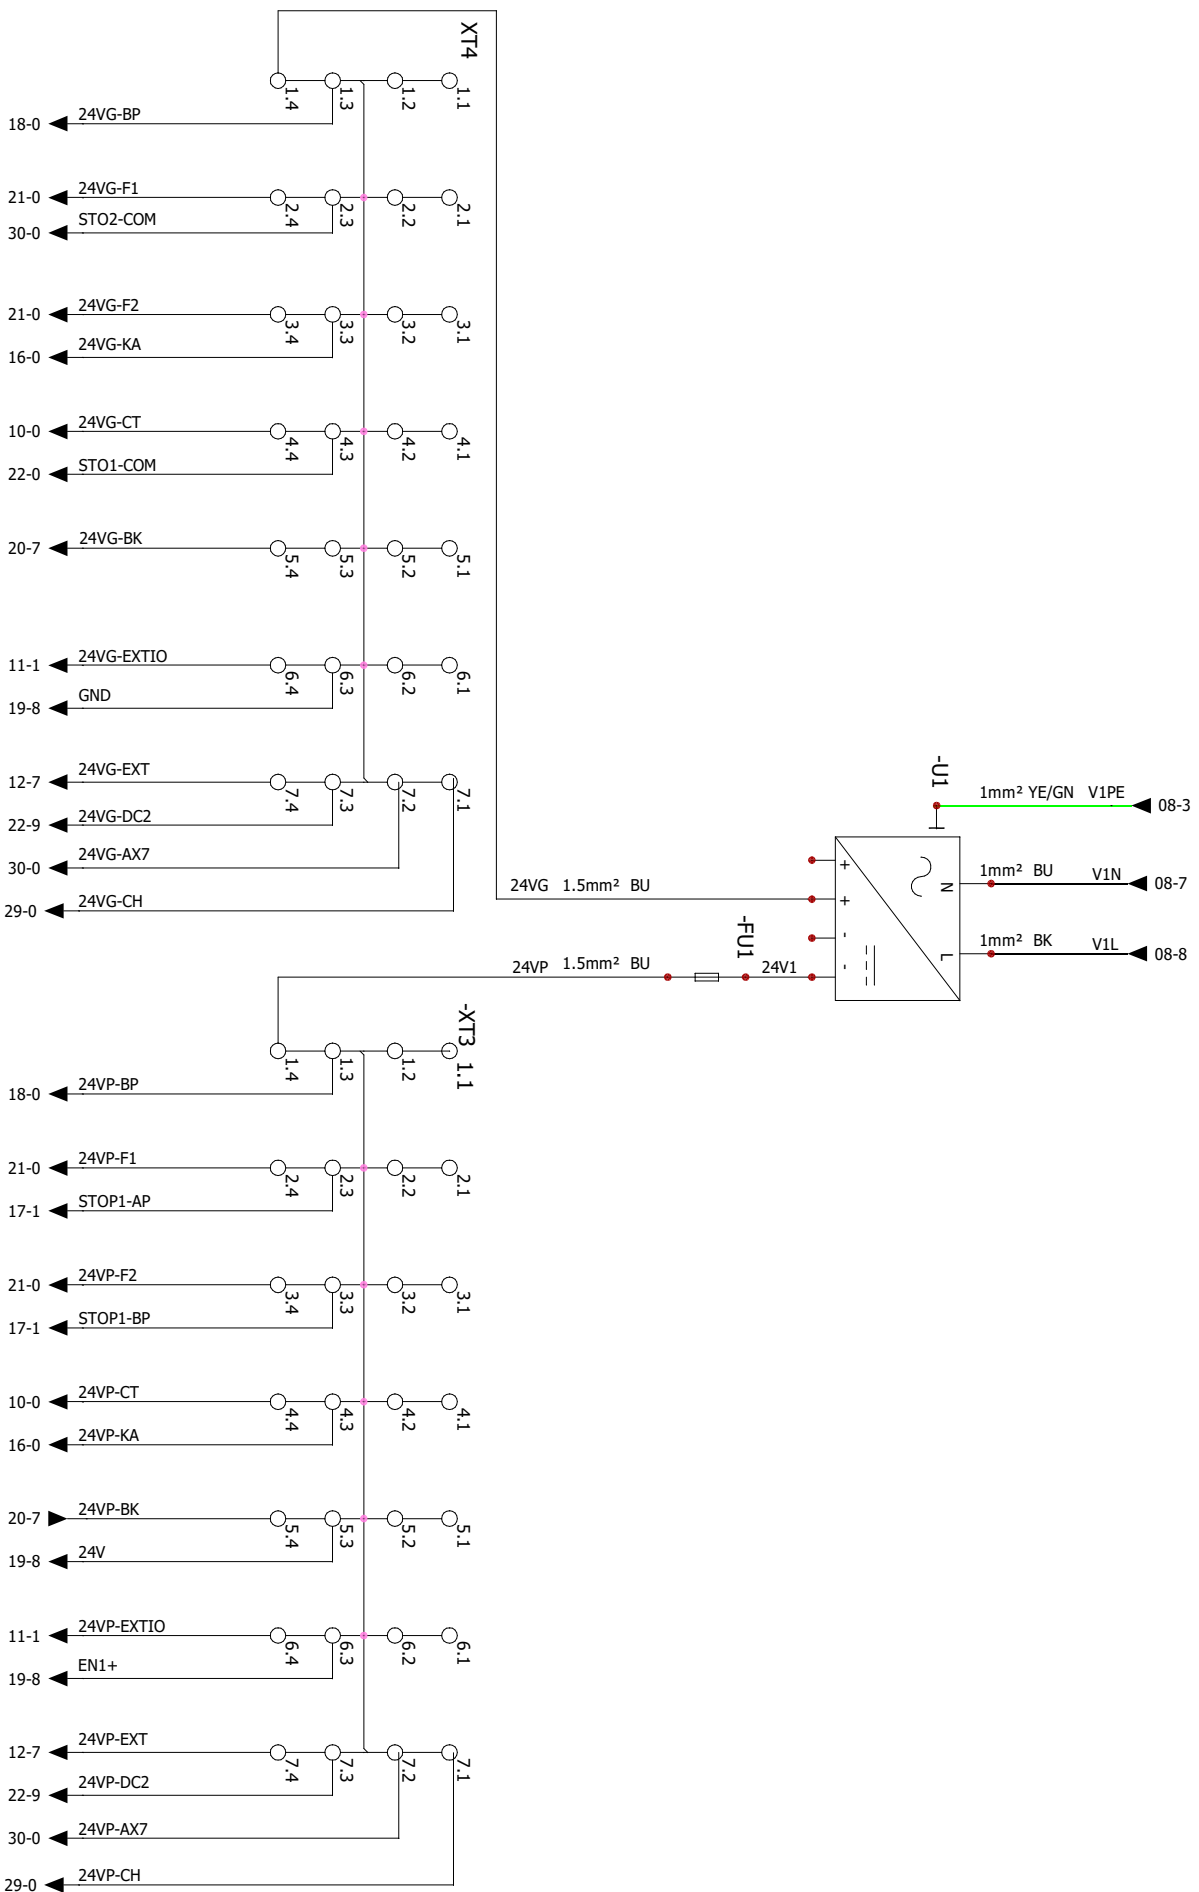 XT4
1.4 1.3 1.2 1.1
18-0 24VG-BP
21-0 24VG-F1
2.4 2.3 2.2 2.1
30-0 STO2-COM
21-0 24VG-F2
3.4 3.3 3.2 3.1
16-0 24VG-KA
10-0 24VG-CT
4.4 4.3 4.2 4.1
22-0 STO1-COM
20-7 24VG-BK
5.4 5.3 5.2 5.1
11-1 24VG-EXTIO
6.4 6.3 6.2 6.1
19-8 GND
12-7 24VG-EXT
7.4 7.3 7.2 7.1
22-9 24VG-DC2
30-0 24VG-AX7
29-0 24VG-CH
-U1
1mm² YE/GN V1PE 08-3
1mm² BU V1N 08-7
1mm² BK V1L 08-8
N
L
+
+
-
-
24VG 1.5mm² BU
-FU1
24VP 1.5mm² BU 24V1
-XT3
1.4 1.3 1.2 1.1
18-0 24VP-BP
21-0 24VP-F1
2.4 2.3 2.2 2.1
17-1 STOP1-AP
21-0 24VP-F2
3.4 3.3 3.2 3.1
17-1 STOP1-BP
10-0 24VP-CT
4.4 4.3 4.2 4.1
16-0 24VP-KA
20-7 24VP-BK
5.4 5.3 5.2 5.1
19-8 24V
11-1 24VP-EXTIO
6.4 6.3 6.2 6.1
19-8 EN1+
12-7 24VP-EXT
7.4 7.3 7.2 7.1
22-9 24VP-DC2
30-0 24VP-AX7
29-0 24VP-CH